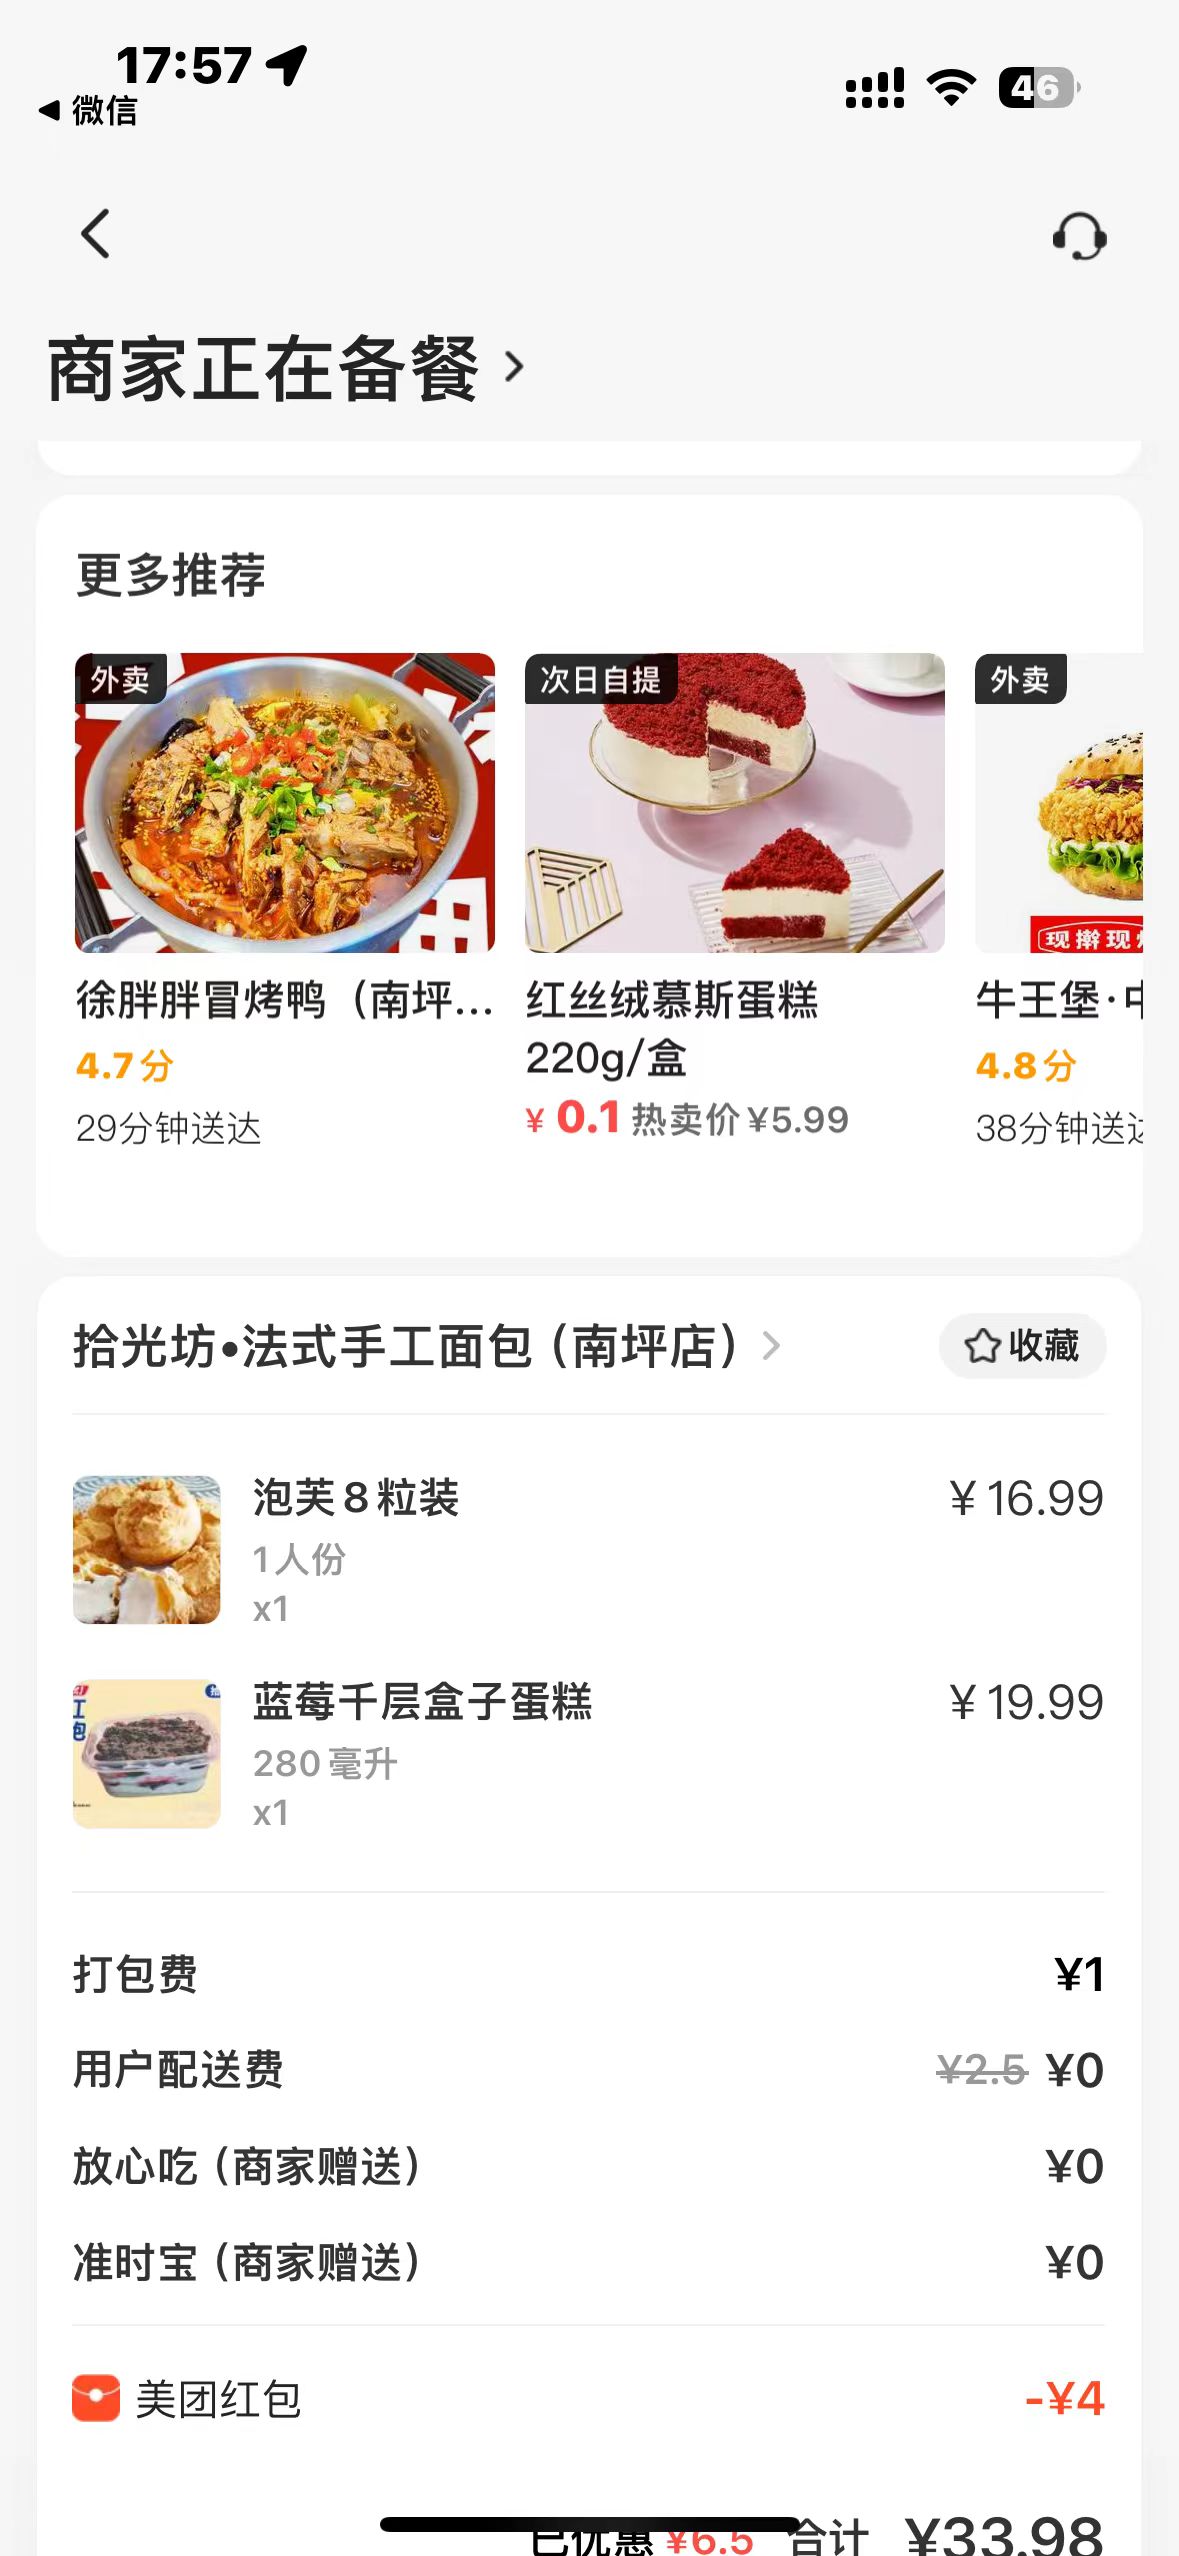 17:57
微信
46
商家正在备餐
更多推荐
外卖
次日自提
外卖
现擀现
徐胖胖冒烤鸭（南坪...
红丝绒慕斯蛋糕
220g/盒
牛王堡·中
4.7分
¥0.1 热卖价¥5.99
4.8分
29分钟送达
38分钟送达
拾光坊•法式手工面包（南坪店）
收藏
泡芙8粒装
¥16.99
1人份
x1
蓝莓千层盒子蛋糕
¥19.99
280毫升
x1
打包费 ¥1
用户配送费 ¥2.5 ¥0
放心吃（商家赠送） ¥0
准时宝（商家赠送） ¥0
美团红包 -¥4
已优惠 ¥6.5 合计 ¥33.98